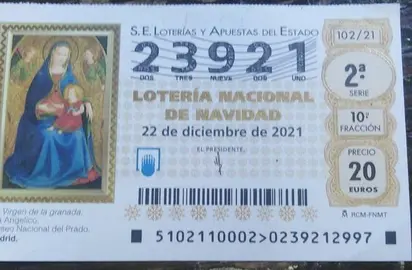 S. E. LOTERÍAS Y APUESTAS DEL ESTADO
102/21
23921
DOS TRES NUEVE DOS UNO
2ª
SERIE
LOTERÍA NACIONAL
DE NAVIDAD
22 de diciembre de 2021
10ª
FRACCIÓN
EL PRESIDENTE,
PRECIO
20
EUROS
Virgen de la granada.
Angelico.
Nacional del Prado.
RCM-FNMT
5102110002>0239212997